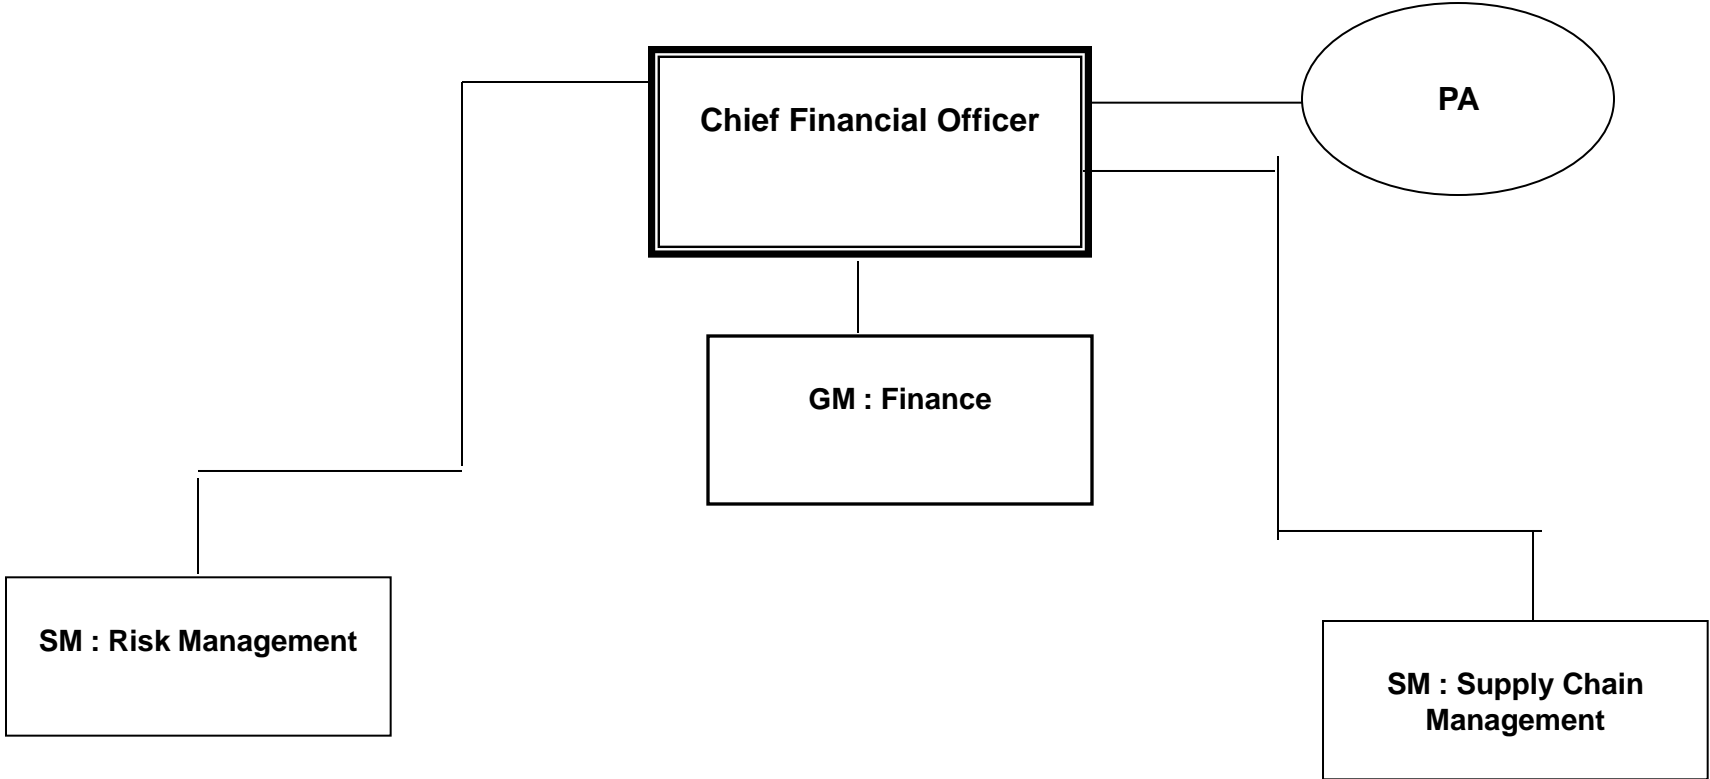 PA
Chief Financial Officer
GM : Finance
SM : Risk Management
SM : Supply Chain
Management